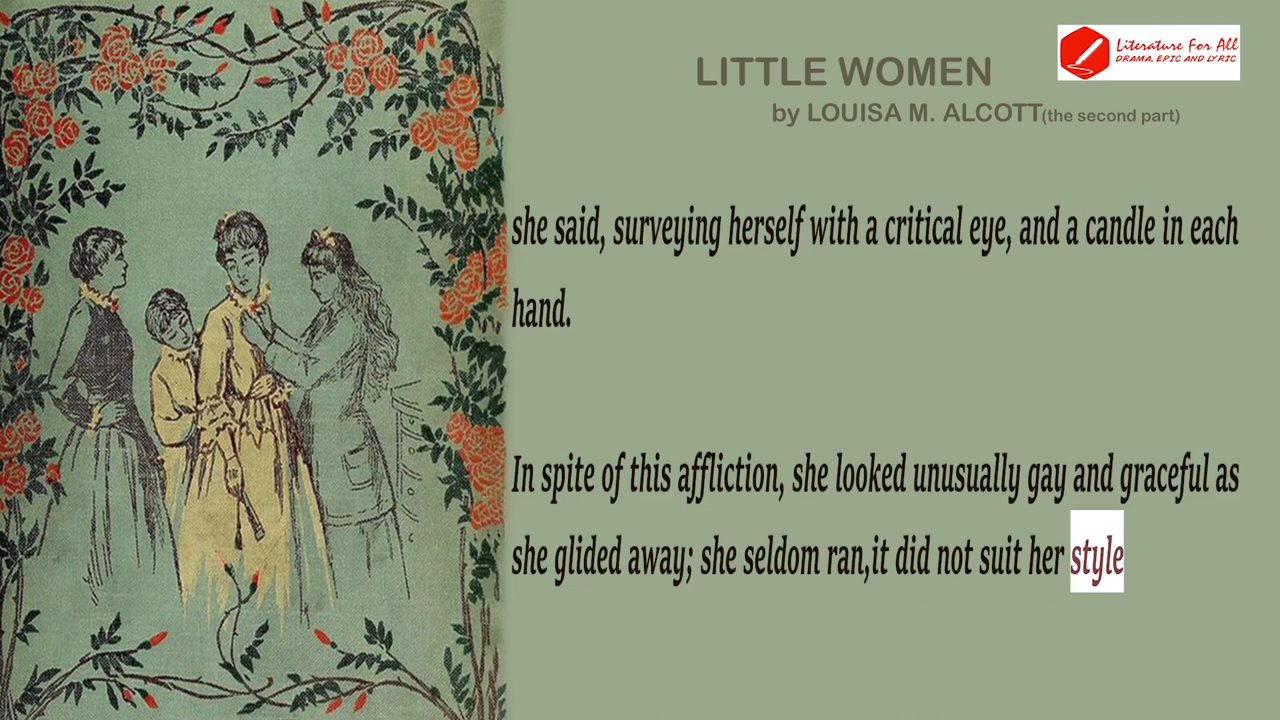 LITTLE WOMEN
by LOUISA M. ALCOTT(the second part)
Literature For All
DRAMA, EPIC AND LYRIC
she said, surveying herself with a critical eye, and a candle in each
hand.
In spite of this affliction, she looked unusually gay and graceful as
she glided away; she seldom ran,it did not suit her style